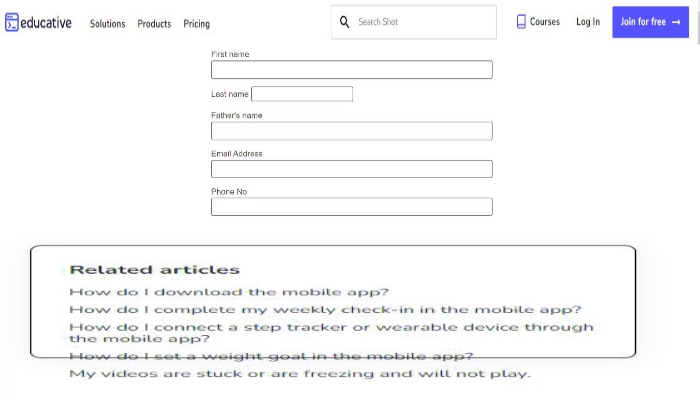 educative Solutions Products Pricing Search Shot Courses Log In Join for free →
First name
Last name
Father's name
Email Address
Phone No
Related articles
How do I download the mobile app?
How do I complete my weekly check-in in the mobile app?
How do I connect a step tracker or wearable device through
the mobile app?
How do I set a weight goal in the mobile app?
My videos are stuck or are freezing and will not play.